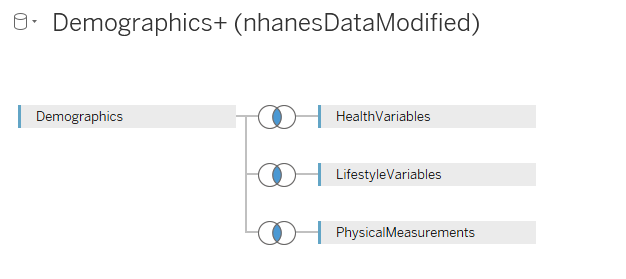 Demographics+ (nhanesDataModified)
Demographics
HealthVariables
LifestyleVariables
PhysicalMeasurements